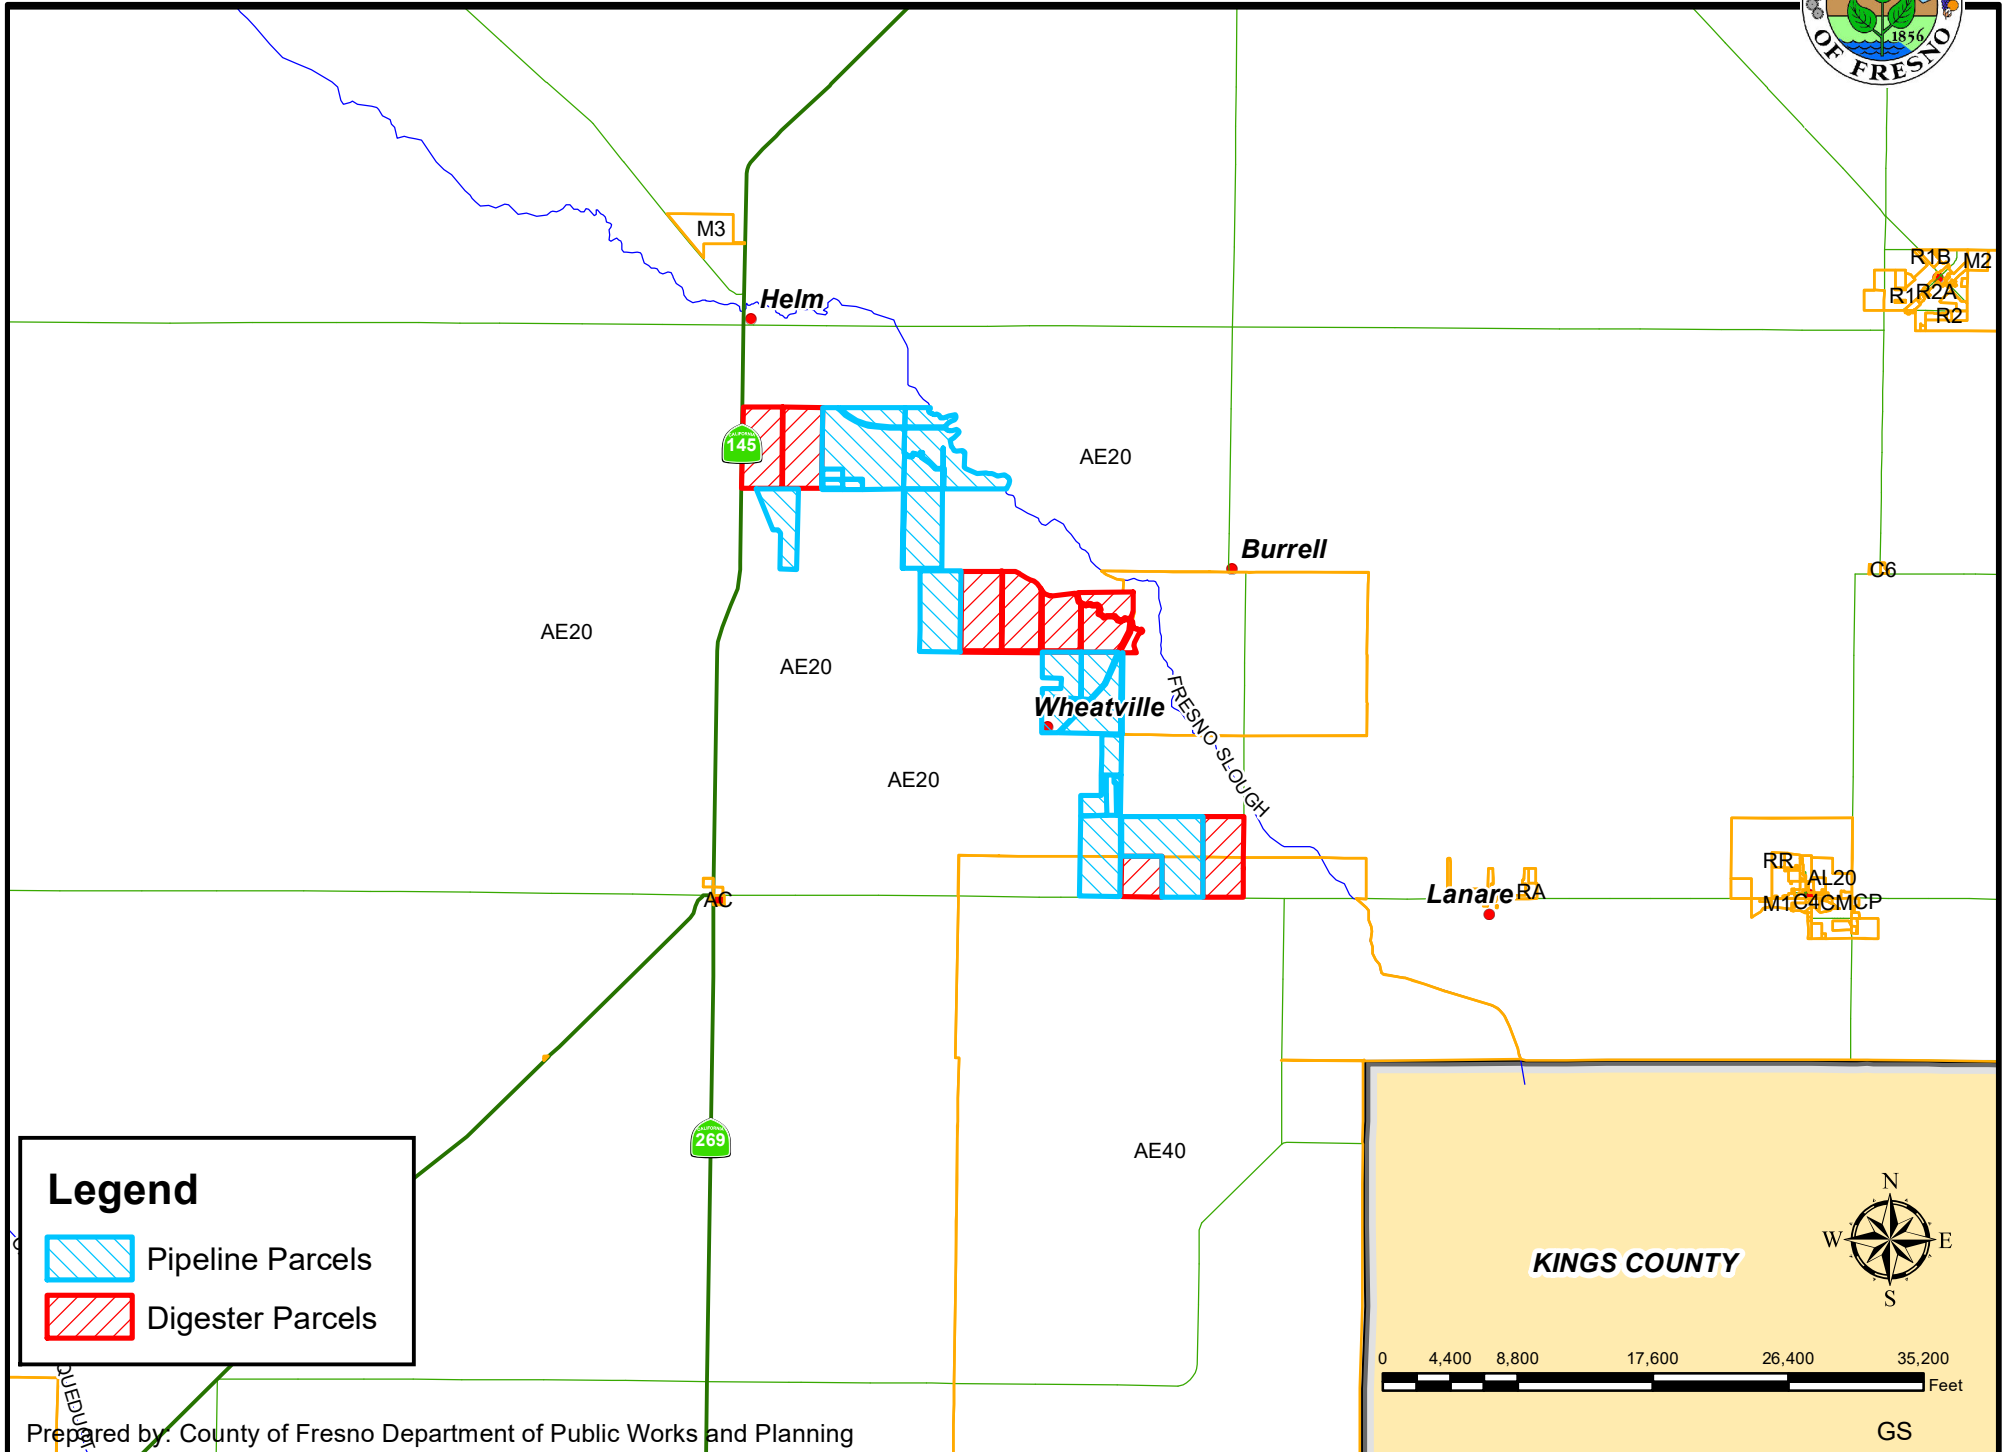 1856
OF FRESNO
M3
R1B
M2
Helm
R1
R2A
R2
CALIFORNIA
145
AE20
Burrell
C6
AE20
AE20
Wheatville
FRESNO SLOUGH
AE20
RR
AL20
AC
Lanare
RA
M1
C4
CM
CP
CALIFORNIA
269
AE40
Legend
Pipeline Parcels
Digester Parcels
N
W
E
S
KINGS COUNTY
0 4,400 8,800 17,600 26,400 35,200
Feet
QUEDUCT
Prepared by: County of Fresno Department of Public Works and Planning
GS